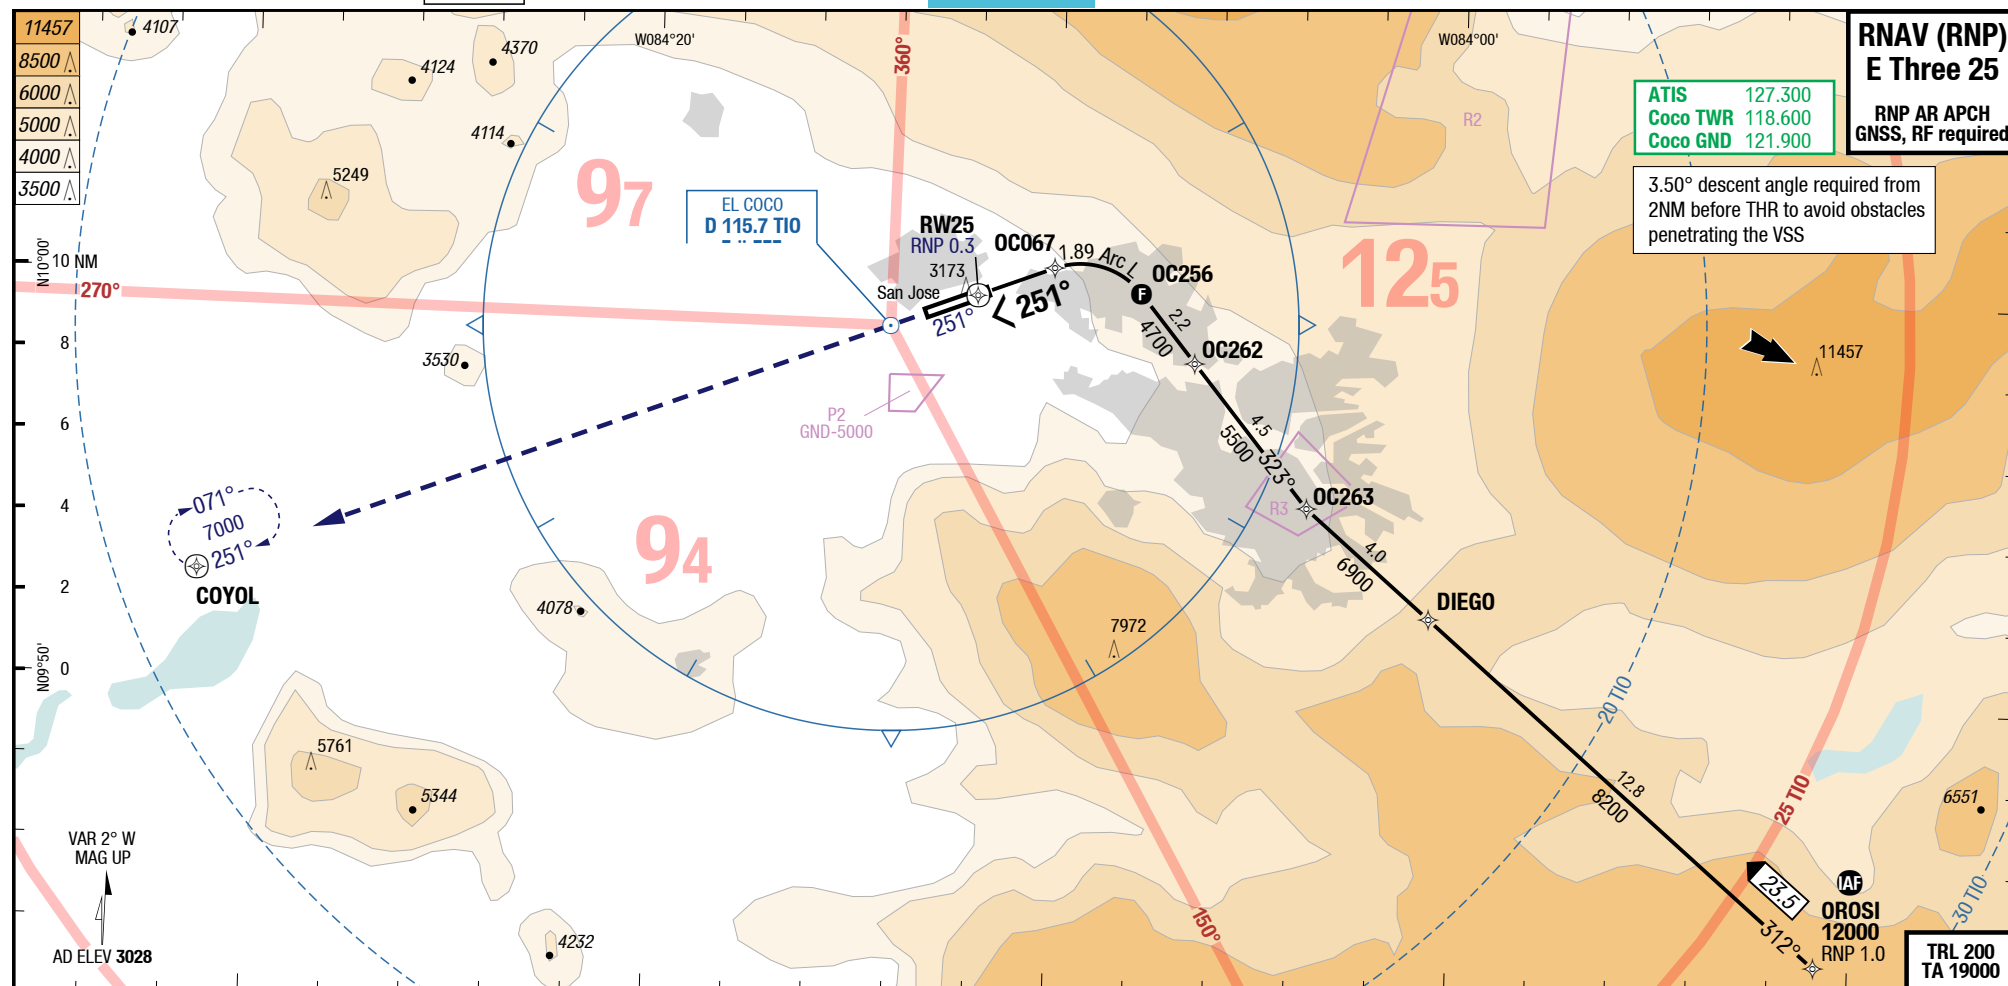 11457
8500
6000
5000
4000
3500
4107
4124
4370
4114
5249
W084°20'
360°
W084°00'
RNAV (RNP)
E Three 25
RNP AR APCH
GNSS, RF required
ATIS 127.300
Coco TWR 118.600
Coco GND 121.900
3.50° descent angle required from
2NM before THR to avoid obstacles
penetrating the VSS
R2
97
125
94
EL COCO
D 115.7 TIO
RW25
RNP 0.3
3173
San Jose
251°
< 251°
OC067
1.89 Arc L
OC256
F
2.2
4700
OC262
4.5
5500
323°
OC263
R3
4.0
6900
DIEGO
12.8
8200
23.5
312°
IAF
OROSI
12000
RNP 1.0
N10°00'
10 NM
8
6
4
2
0
N09°50'
270°
3530
P2
GND-5000
071°
7000
251°
COYOL
4078
7972
11457
20 TIO
25 TIO
30 TIO
6551
5761
5344
4232
150°
VAR 2° W
MAG UP
AD ELEV 3028
TRL 200
TA 19000